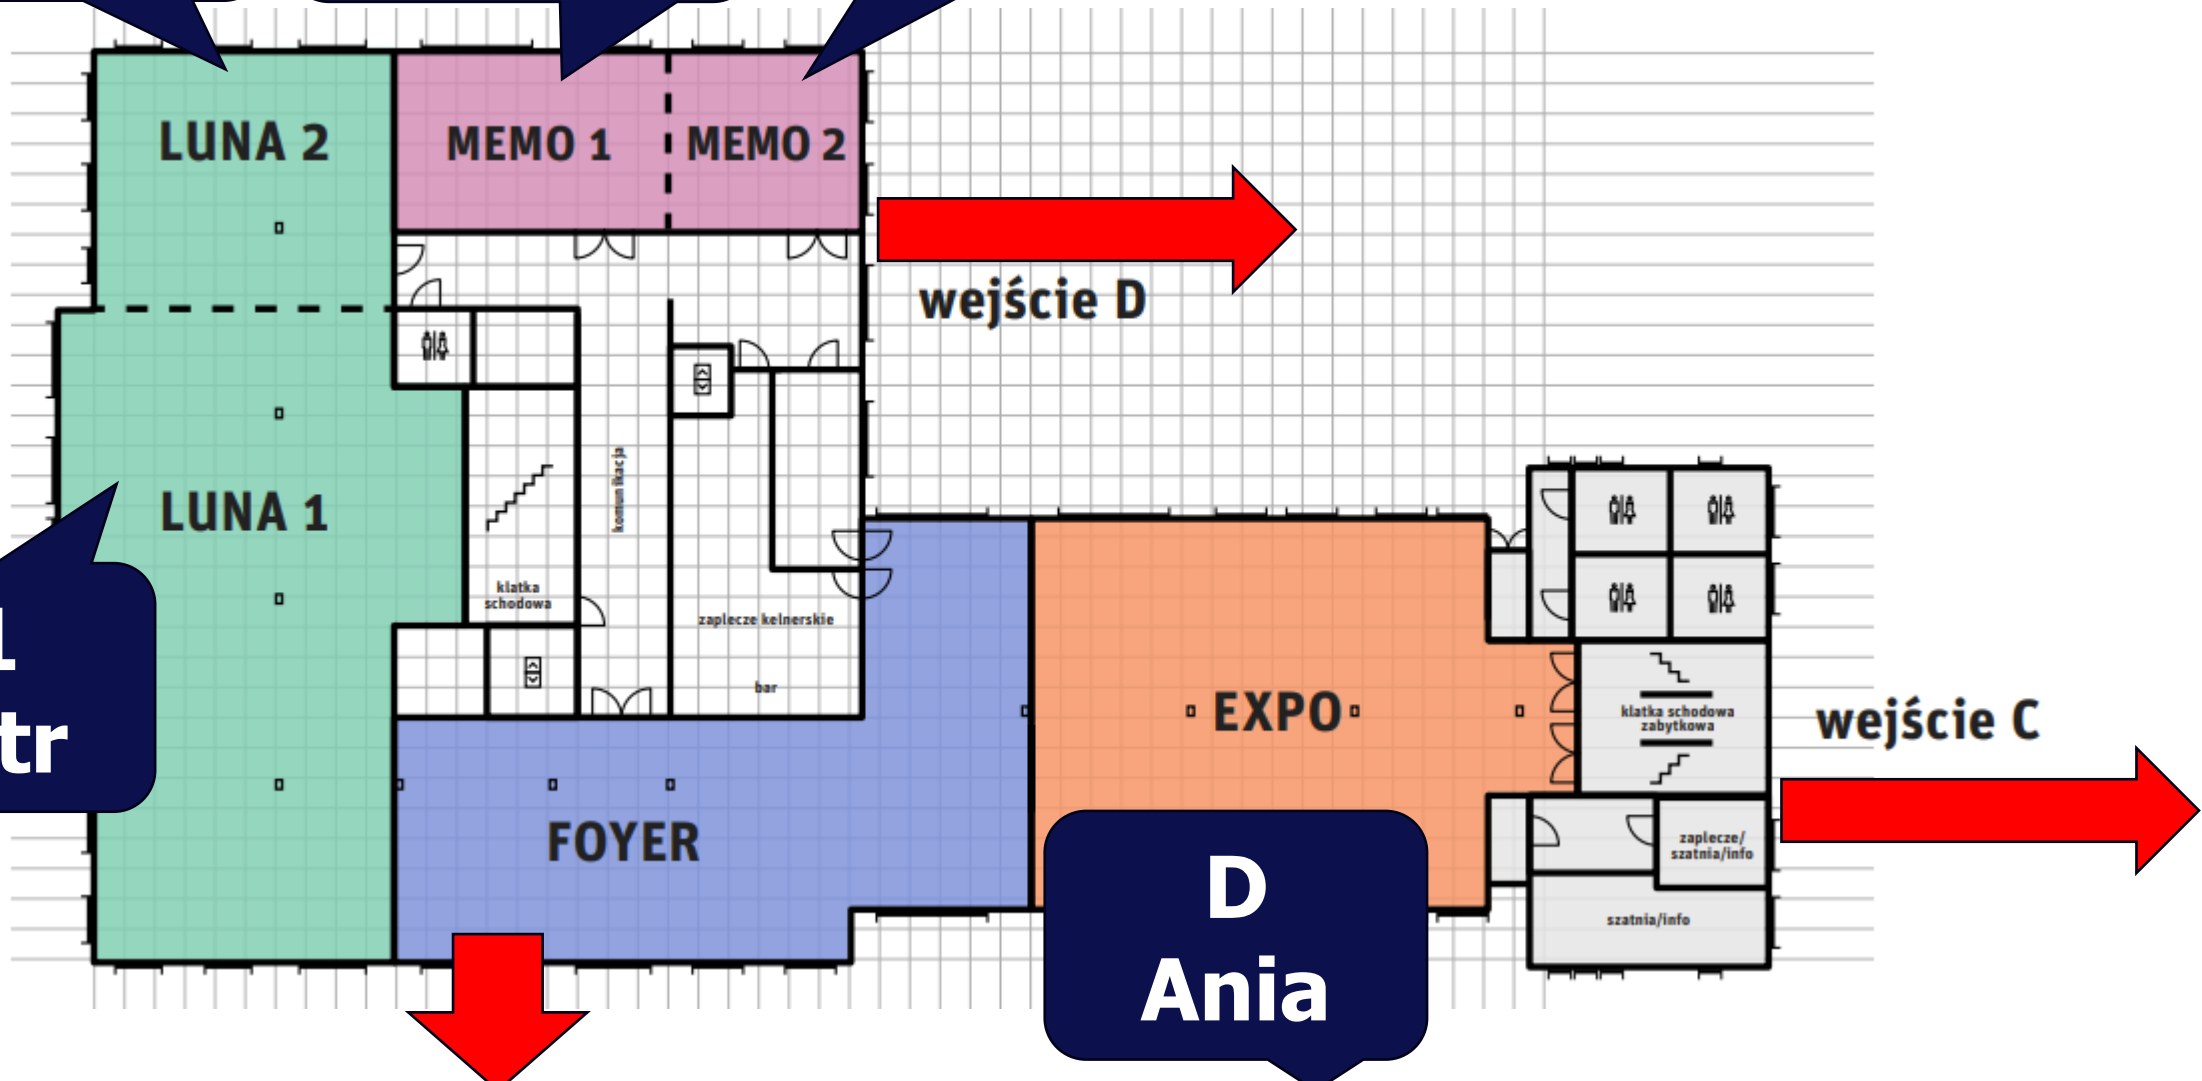 LUNA 2
MEMO 1
MEMO 2
wejście D
komunikacja
LUNA 1
klatka
schodowa
zaplecze kelnerskie
bar
EXPO
klatka schodowa
zabytkowa
wejście C
1
tr
FOYER
zaplecze/
szatnia/info
D
Ania
szatnia/info